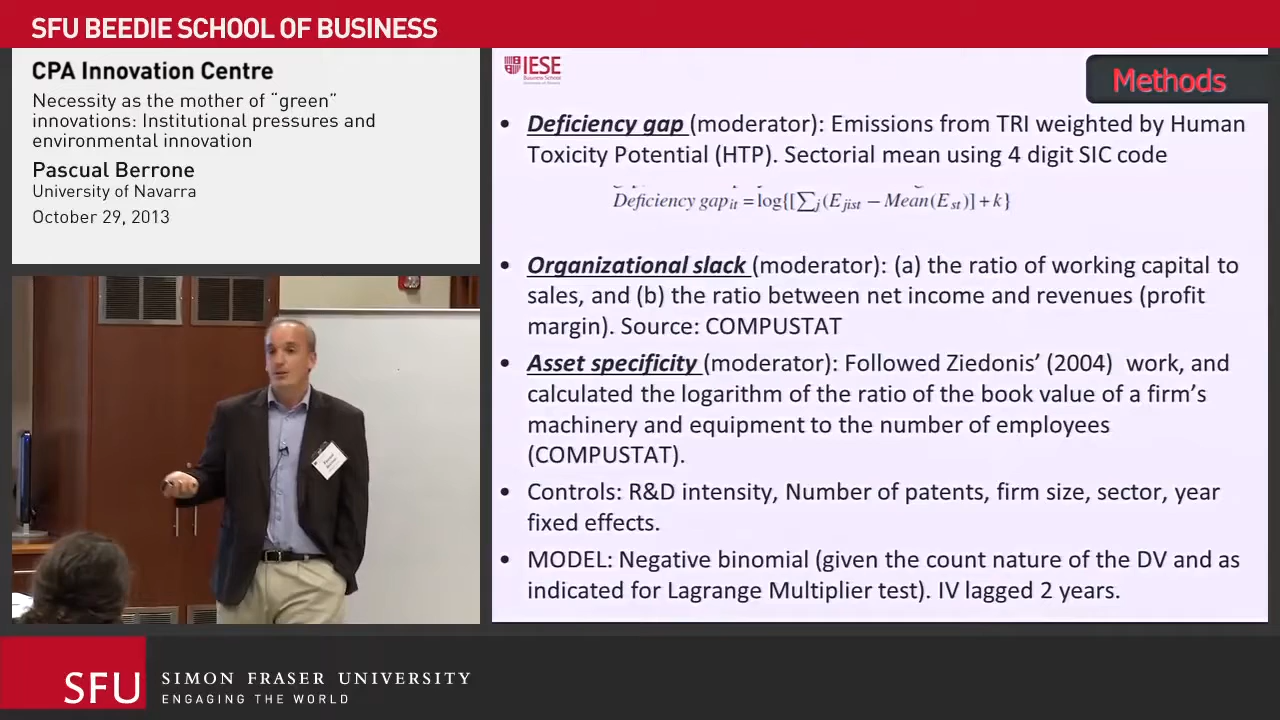 SFU BEEDIE SCHOOL OF BUSINESS
CPA Innovation Centre
Necessity as the mother of “green”
innovations: Institutional pressures and
environmental innovation
Pascual Berrone
University of Navarra
October 29, 2013
IESE
Business School
Methods
• Deficiency gap (moderator): Emissions from TRI weighted by Human
Toxicity Potential (HTP). Sectorial mean using 4 digit SIC code
Deficiency gap_it = log{[∑_j(E_jist − Mean(E_st)] + k}
• Organizational slack (moderator): (a) the ratio of working capital to
sales, and (b) the ratio between net income and revenues (profit
margin). Source: COMPUSTAT
• Asset specificity (moderator): Followed Ziedonis’ (2004) work, and
calculated the logarithm of the ratio of the book value of a firm’s
machinery and equipment to the number of employees
(COMPUSTAT).
• Controls: R&D intensity, Number of patents, firm size, sector, year
fixed effects.
• MODEL: Negative binomial (given the count nature of the DV and as
indicated for Lagrange Multiplier test). IV lagged 2 years.
SFU
SIMON FRASER UNIVERSITY
ENGAGING THE WORLD